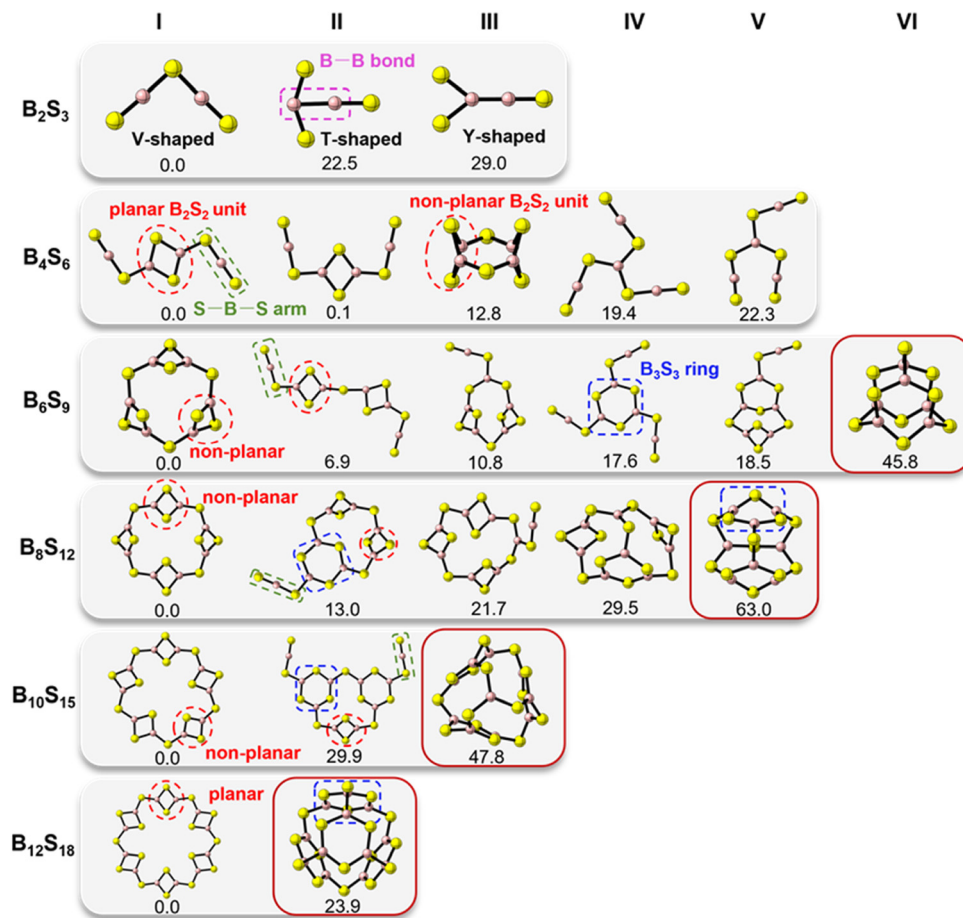 I II III IV V VI
B₂S₃
B—B bond
V-shaped T-shaped Y-shaped
0.0 22.5 29.0
B₄S₆
planar B₂S₂ unit non-planar B₂S₂ unit
S—B—S arm
0.0 0.1 12.8 19.4 22.3
B₆S₉
B₃S₃ ring
non-planar
0.0 6.9 10.8 17.6 18.5 45.8
B₈S₁₂
non-planar
0.0 13.0 21.7 29.5 63.0
B₁₀S₁₅
non-planar
0.0 29.9 47.8
B₁₂S₁₈
planar
0.0 23.9